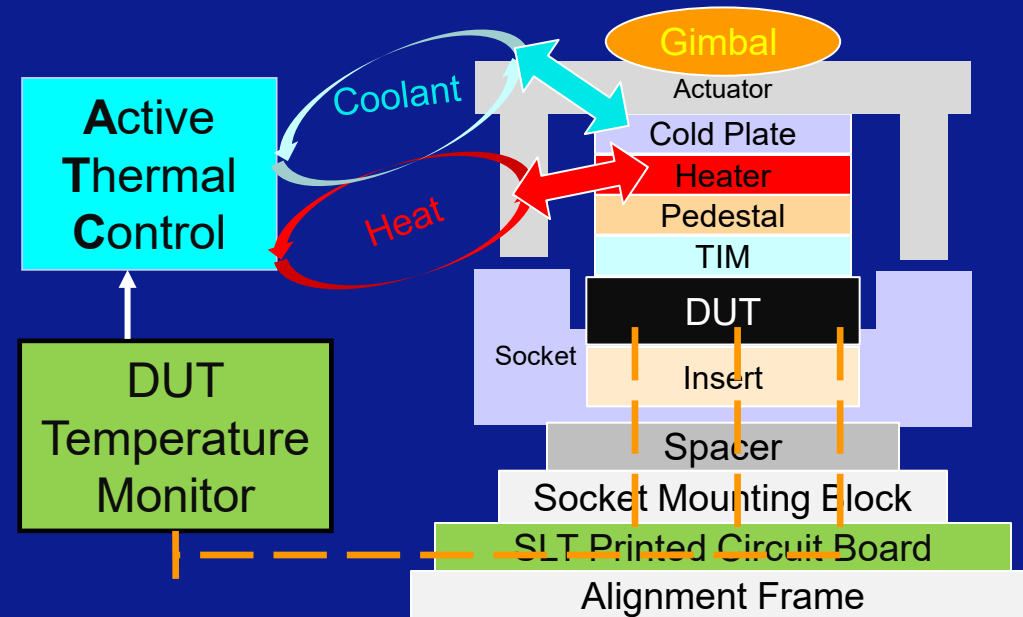 Gimbal
Actuator
Coolant
Active
Thermal
Control
Cold Plate
Heater
Pedestal
Heat
TIM
DUT
Socket
Insert
DUT
Temperature
Monitor
Spacer
Socket Mounting Block
SLT Printed Circuit Board
Alignment Frame